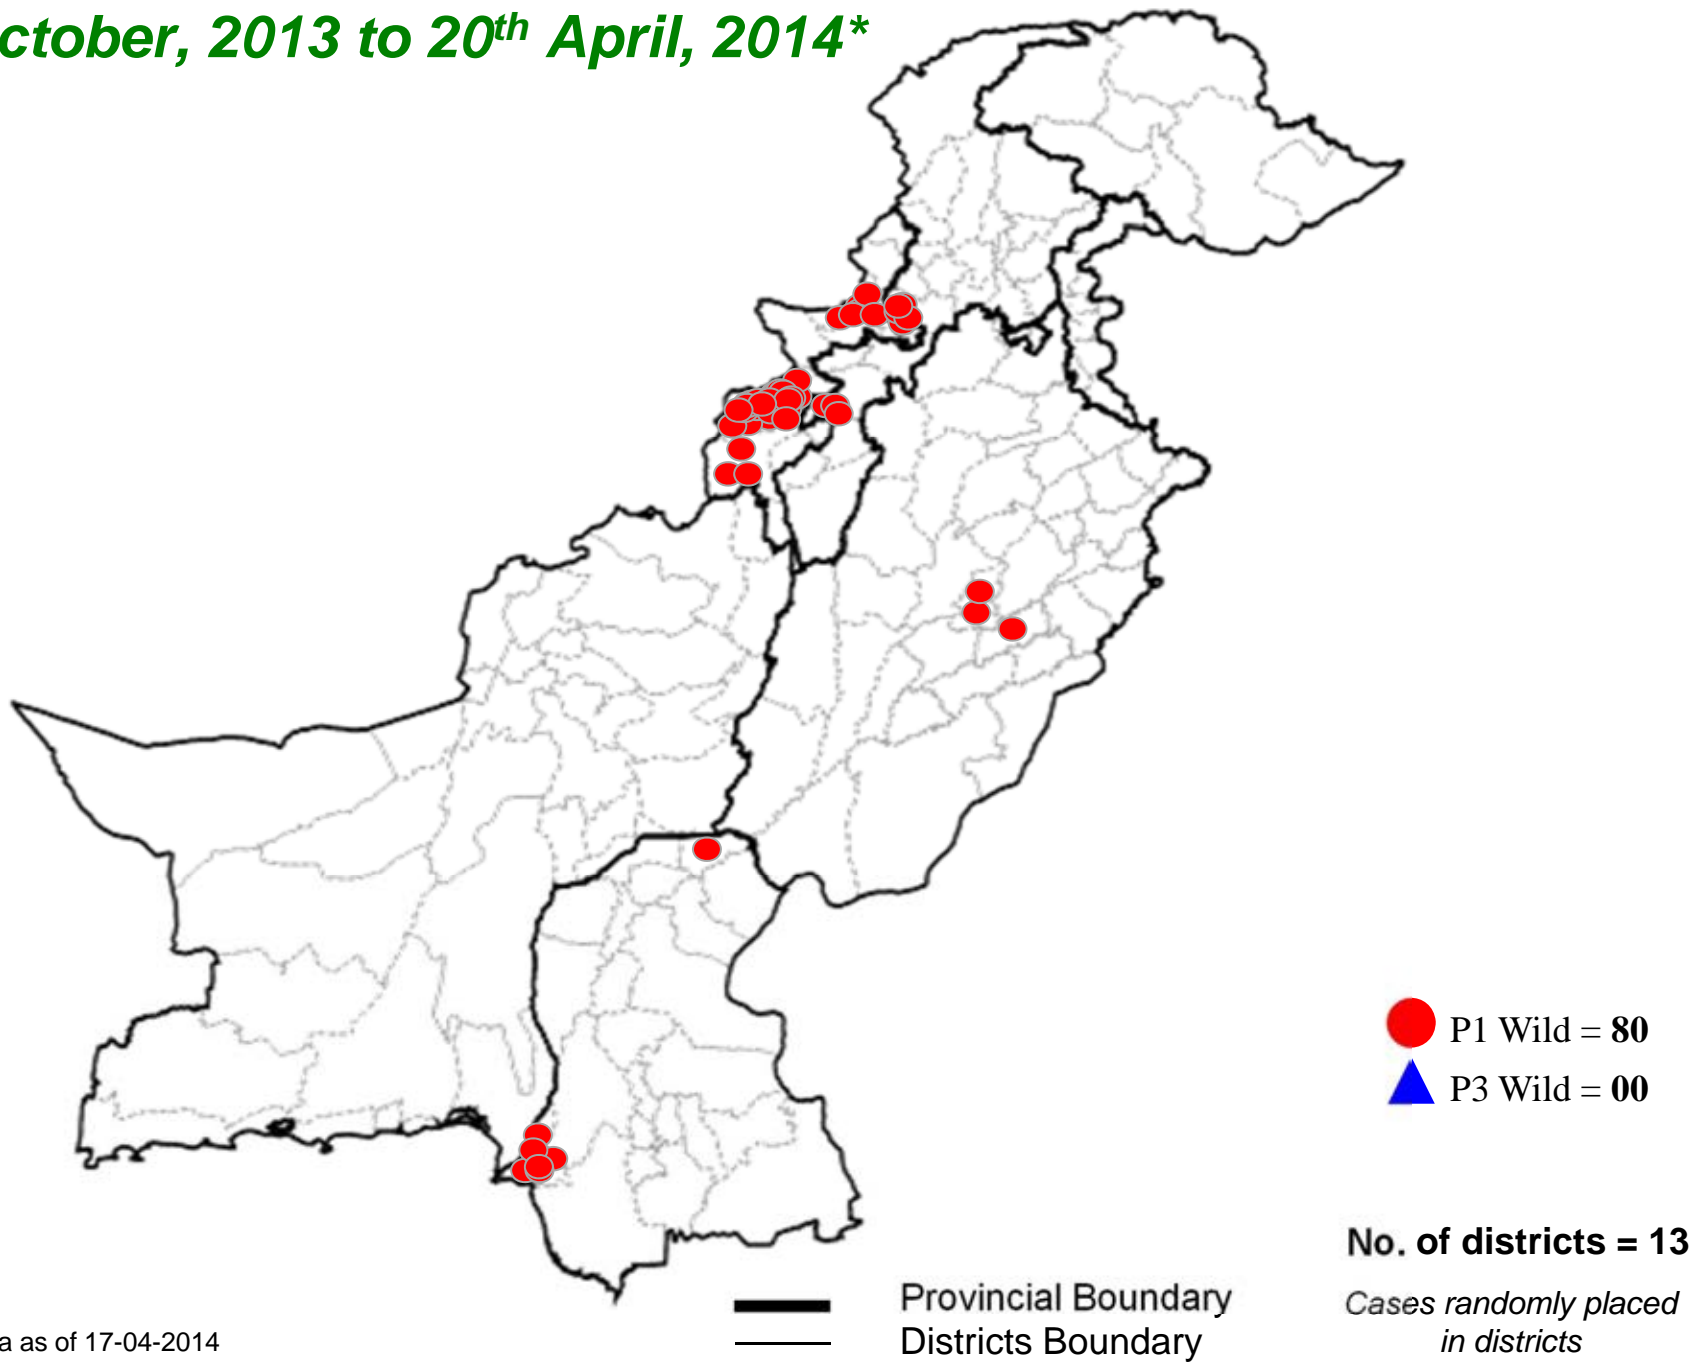 ctober, 2013 to 20th April, 2014*
P1 Wild = 80
P3 Wild = 00
No. of districts = 13
Cases randomly placed
in districts
Provincial Boundary
Districts Boundary
a as of 17-04-2014